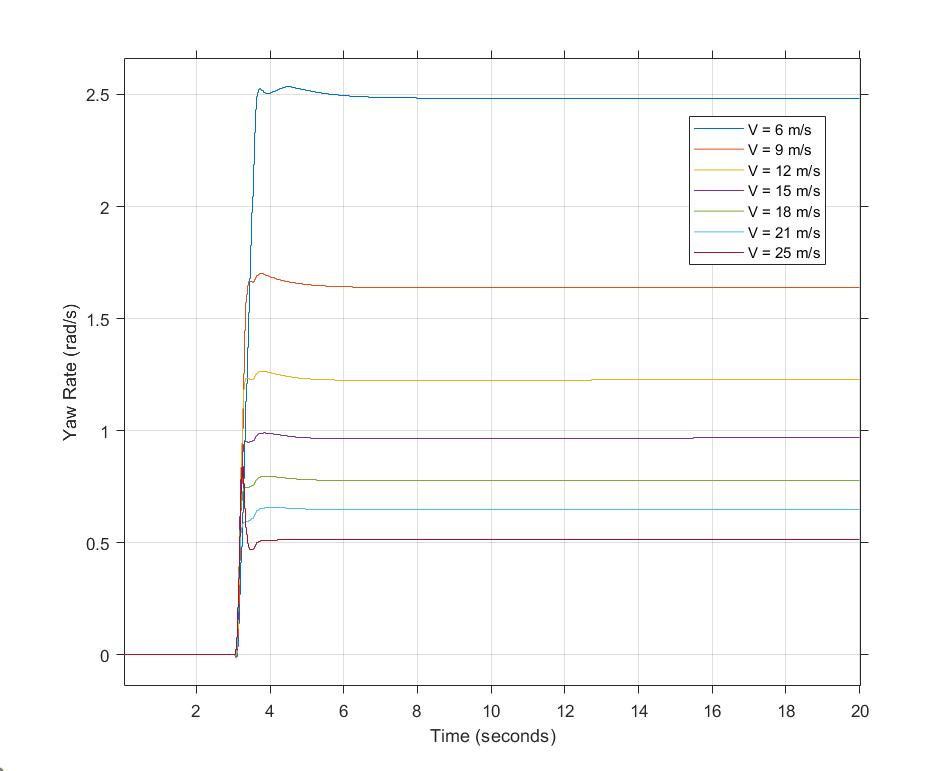 2.5
2
1.5
1
0.5
0
Yaw Rate (rad/s)
V = 6 m/s
V = 9 m/s
V = 12 m/s
V = 15 m/s
V = 18 m/s
V = 21 m/s
V = 25 m/s
2 4 6 8 10 12 14 16 18 20
Time (seconds)